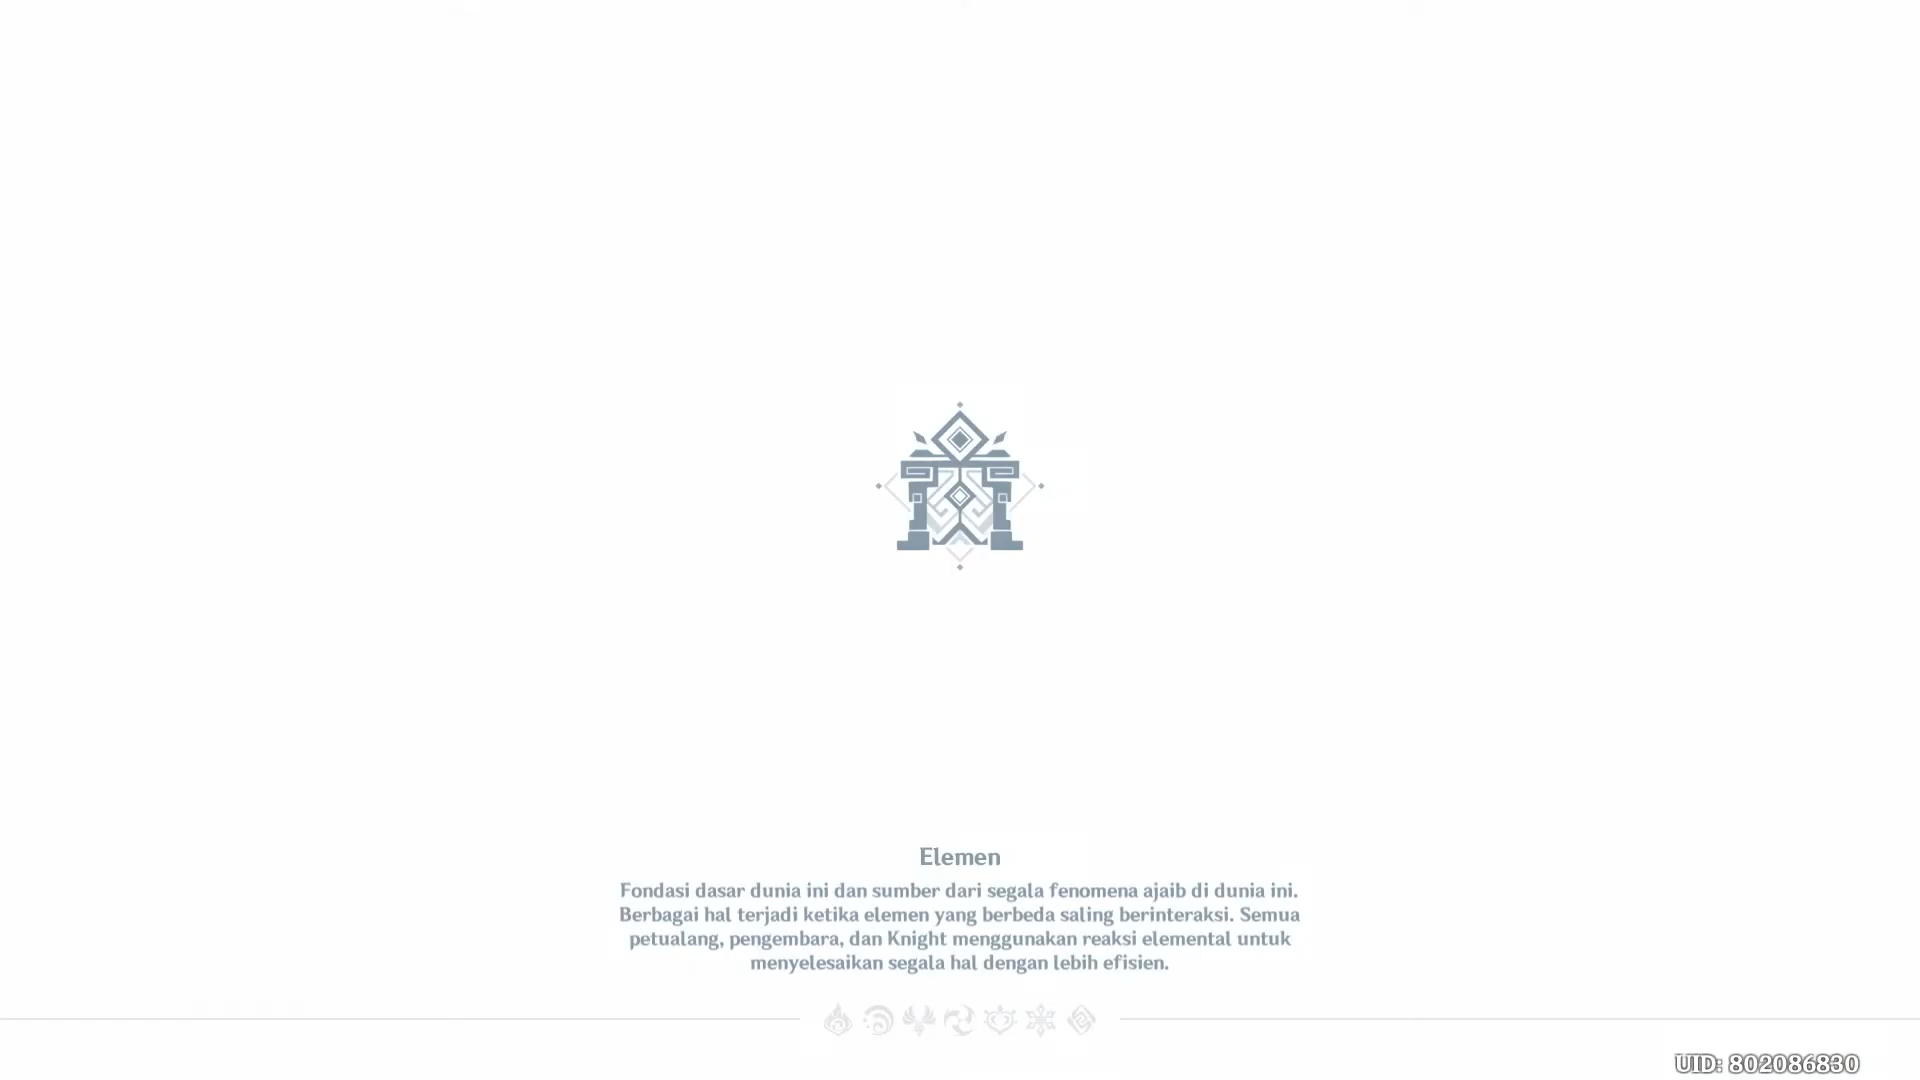 Elemen
Fondasi dasar dunia ini dan sumber dari segala fenomena ajaib di dunia ini.
Berbagai hal terjadi ketika elemen yang berbeda saling berinteraksi. Semua
petualang, pengembara, dan Knight menggunakan reaksi elemental untuk
menyelesaikan segala hal dengan lebih efisien.
UID: 802086830